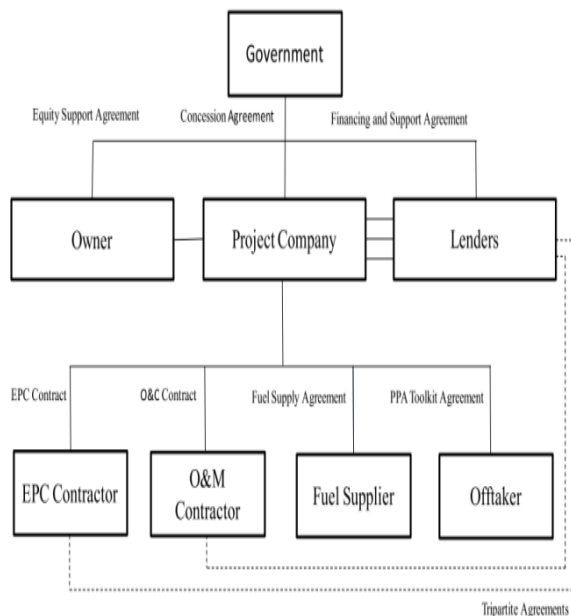 Government
Equity Support Agreement
Concession Agreement
Financing and Support Agreement
Owner
Project Company
Lenders
EPC Contract
O&C Contract
Fuel Supply Agreement
PPA Toolkit Agreement
EPC Contractor
O&M
Contractor
Fuel Supplier
Offtaker
Tripartite Agreements